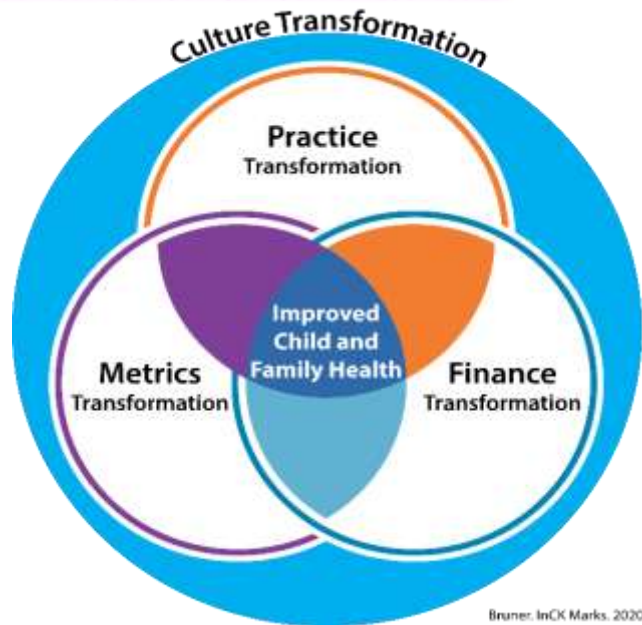 Culture Transformation
Practice
Transformation
Improved
Child and
Family Health
Metrics
Transformation
Finance
Transformation
Bruner. InCK Marks. 2020